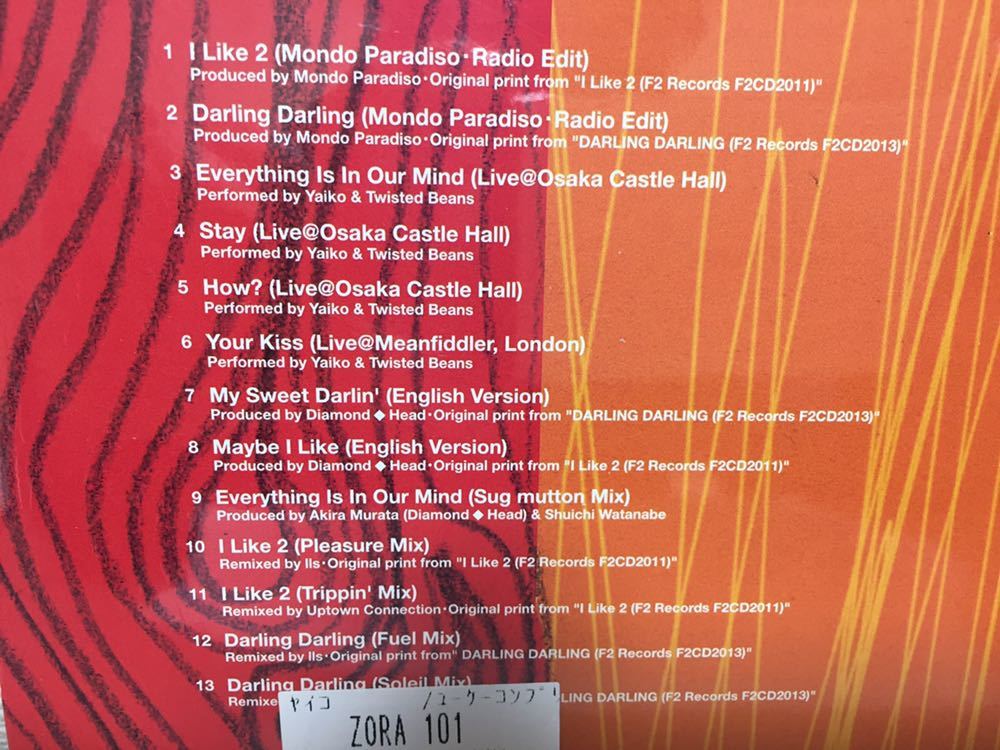 1 I Like 2 (Mondo Paradiso・Radio Edit)
Produced by Mondo Paradiso・Original print from "I Like 2 (F2 Records F2CD2011)"
2 Darling Darling (Mondo Paradiso・Radio Edit)
Produced by Mondo Paradiso・Original print from "DARLING DARLING (F2 Records F2CD2013)"
3 Everything Is In Our Mind (Live@Osaka Castle Hall)
Performed by Yaiko & Twisted Beans
4 Stay (Live@Osaka Castle Hall)
Performed by Yaiko & Twisted Beans
5 How? (Live@Osaka Castle Hall)
Performed by Yaiko & Twisted Beans
6 Your Kiss (Live@Meanfiddler, London)
Performed by Yaiko & Twisted Beans
7 My Sweet Darlin' (English Version)
Produced by Diamond◆Head・Original print from "DARLING DARLING (F2 Records F2CD2013)"
8 Maybe I Like (English Version)
Produced by Diamond◆Head・Original print from "I Like 2 (F2 Records F2CD2011)"
9 Everything Is In Our Mind (Sug mutton Mix)
Produced by Akira Murata (Diamond◆Head) & Shuichi Watanabe
10 I Like 2 (Pleasure Mix)
Remixed by Ils・Original print from "I Like 2 (F2 Records F2CD2011)"
11 I Like 2 (Trippin' Mix)
Remixed by Uptown Connection・Original print from "I Like 2 (F2 Records F2CD2011)"
12 Darling Darling (Fuel Mix)
Remixed by Ils・Original print from" DARLING DARLING (F2 Records F2CD2013)"
13 Darling Darling (Soleil Mix)
Remixe LING DARLING (F2 Records F2CD2013)"
ヤイコ /ユーケーコンプ
ZORA 101